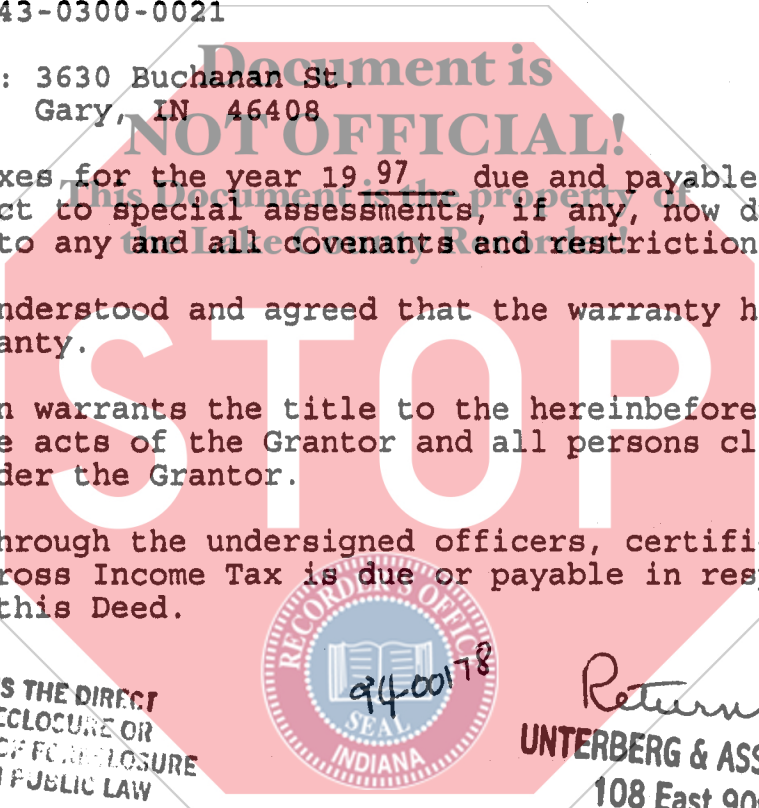 43-0300-0021
Document is
: 3630 Buchanan St.
Gary, IN 46408
NOT OFFICIAL!
xes for the year 19 97 due and payable
This Document is the property of
ct to special assessments, if any, now d
the Lake County Recorder!
to any and all covenants and restriction
nderstood and agreed that the warranty h
anty.
STOP
n warrants the title to the hereinbefore
e acts of the Grantor and all persons cl
der the Grantor.
hrough the undersigned officers, certifi
ross Income Tax is due or payable in res
this Deed.
RECORDER'S OFFICE
SEAL
INDIANA
94-00178
S THE DIRECT
ECLOSURE OR
OF FORECLOSURE
PUBLIC LAW
Return
UNTERBERG & ASS
108 East 90